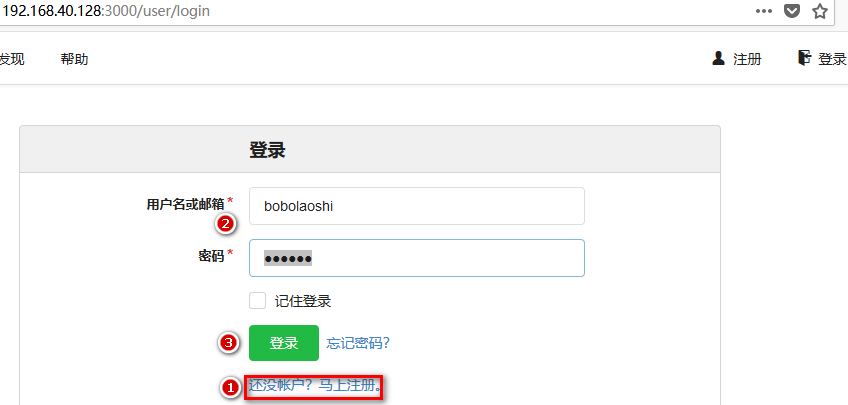 192.168.40.128:3000/user/login
发现 帮助 注册 登录
登录
用户名或邮箱 * bobolaoshi
2
密码 * ●●●●●●
记住登录
3 登录 忘记密码?
1 还没帐户? 马上注册。